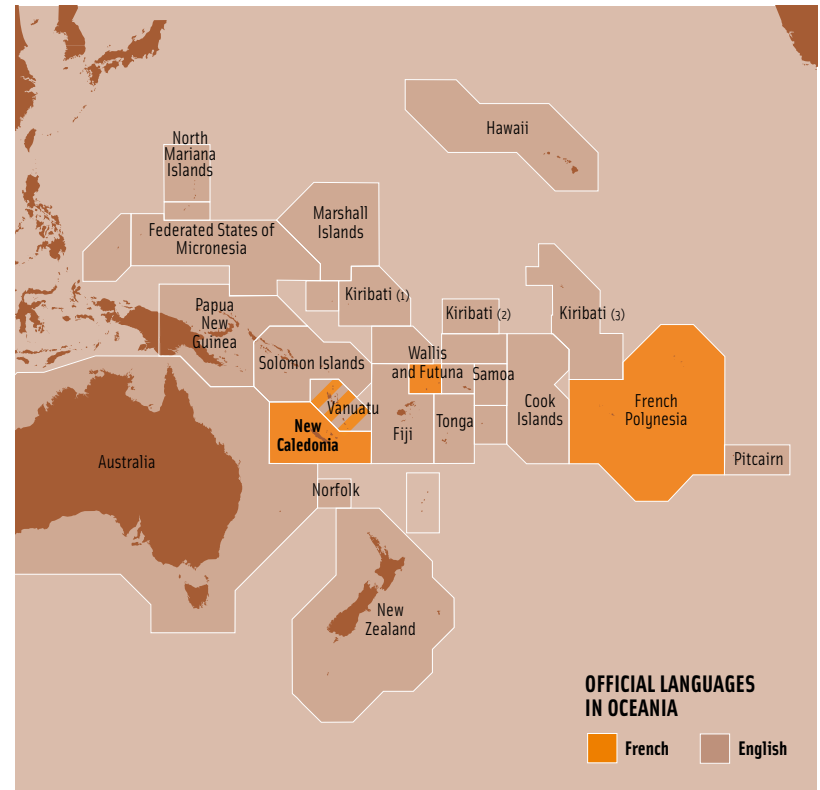 Hawaii
North
Mariana
Islands
Marshall
Islands
Federated States of
Micronesia
Kiribati (1)
Kiribati (2)
Kiribati (3)
Papua
New
Guinea
Solomon Islands
Wallis
and Futuna
Samoa
Vanuatu
New
Caledonia
Fiji
Tonga
Cook
Islands
French
Polynesia
Pitcairn
Australia
Norfolk
New
Zealand
OFFICIAL LANGUAGES
IN OCEANIA
French
English